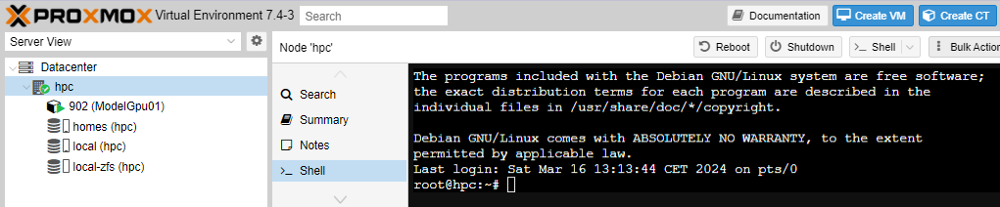 PROXMOX Virtual Environment 7.4-3 Search
Documentation Create VM Create CT
Server View
Datacenter
hpc
902 (ModelGpu01)
homes (hpc)
local (hpc)
local-zfs (hpc)
Node 'hpc'
Reboot Shutdown >_ Shell Bulk Action
Search
Summary
Notes
>_ Shell
The programs included with the Debian GNU/Linux system are free software;
the exact distribution terms for each program are described in the
individual files in /usr/share/doc/*/copyright.
Debian GNU/Linux comes with ABSOLUTELY NO WARRANTY, to the extent
permitted by applicable law.
Last login: Sat Mar 16 13:13:44 CET 2024 on pts/0
root@hpc:~#